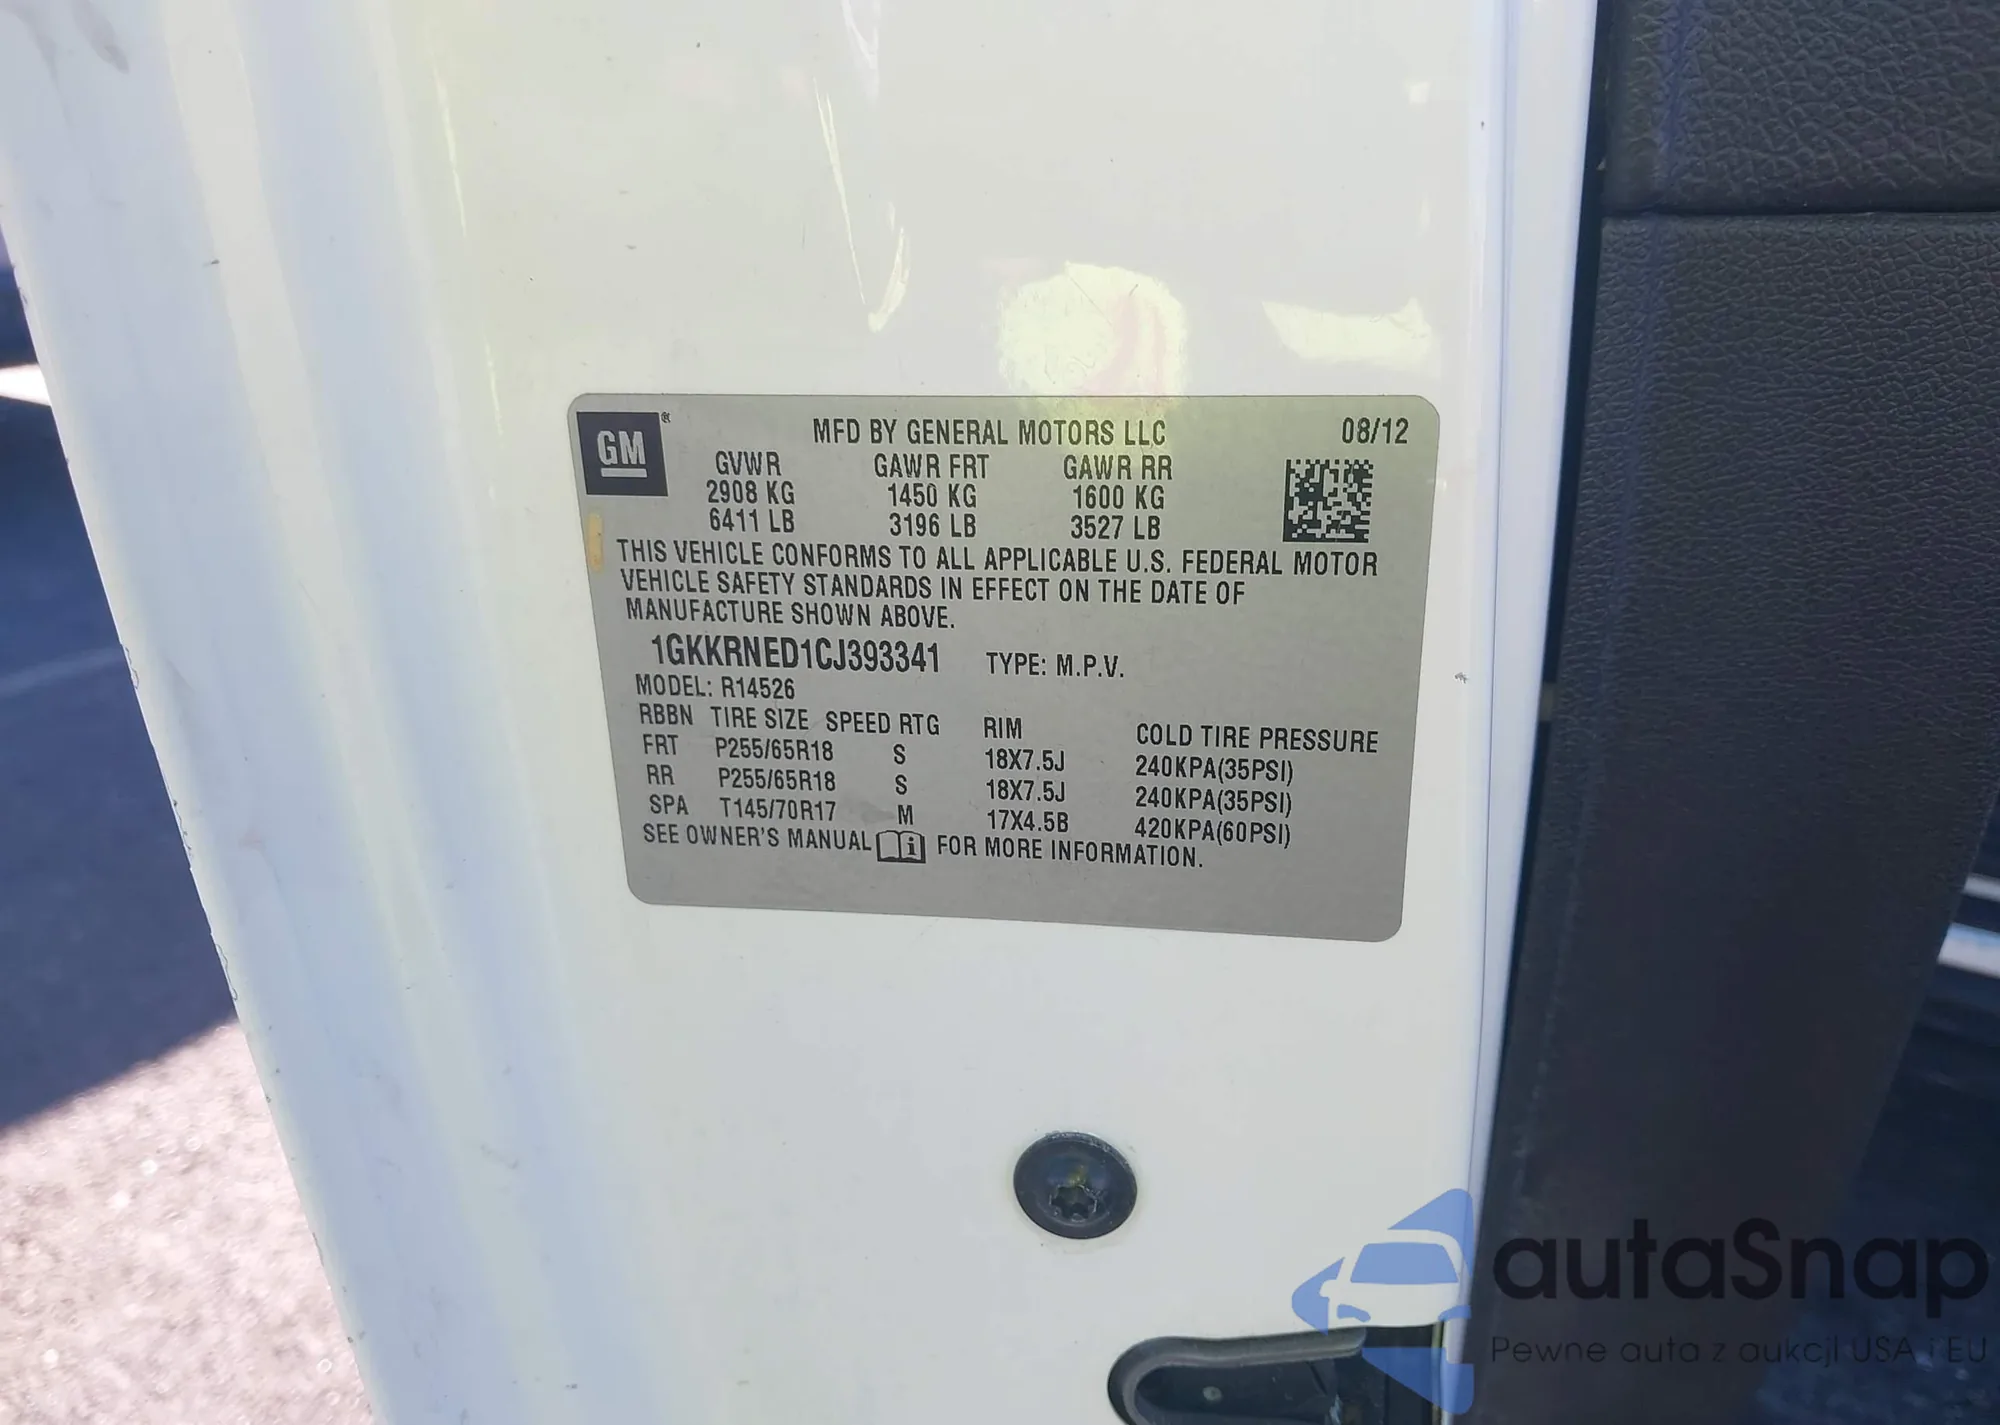 GM ®
MFD BY GENERAL MOTORS LLC 08/12
GVWR GAWR FRT GAWR RR
2908 KG 1450 KG 1600 KG
6411 LB 3196 LB 3527 LB
THIS VEHICLE CONFORMS TO ALL APPLICABLE U.S. FEDERAL MOTOR
VEHICLE SAFETY STANDARDS IN EFFECT ON THE DATE OF
MANUFACTURE SHOWN ABOVE.
1GKKRNED1CJ393341 TYPE: M.P.V.
MODEL: R14526
RBBN TIRE SIZE SPEED RTG RIM COLD TIRE PRESSURE
FRT P255/65R18 S 18X7.5J 240KPA(35PSI)
RR P255/65R18 S 18X7.5J 240KPA(35PSI)
SPA T145/70R17 M 17X4.5B 420KPA(60PSI)
SEE OWNER'S MANUAL FOR MORE INFORMATION.
autaSnap
Pewne auta z aukcji USA i EU